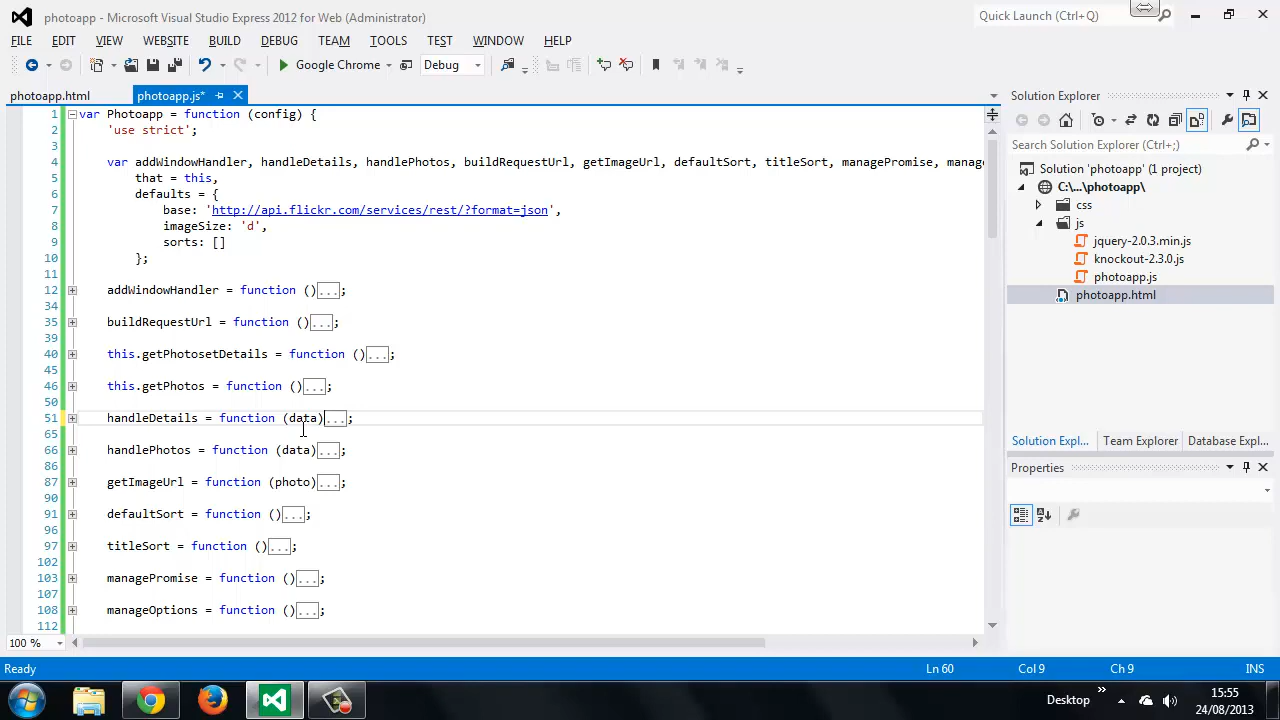 photoapp - Microsoft Visual Studio Express 2012 for Web (Administrator)
Quick Launch (Ctrl+Q)
FILE EDIT VIEW WEBSITE BUILD DEBUG TEAM TOOLS TEST WINDOW HELP
Google Chrome Debug
photoapp.html photoapp.js*
1 var Photoapp = function (config) {
2 'use strict';
3
4 var addWindowHandler, handleDetails, handlePhotos, buildRequestUrl, getImageUrl, defaultSort, titleSort, managePromise, manag
5 that = this,
6 defaults = {
7 base: 'http://api.flickr.com/services/rest/?format=json',
8 imageSize: 'd',
9 sorts: []
10 };
11
12 addWindowHandler = function ()...;
34
35 buildRequestUrl = function ()...;
39
40 this.getPhotosetDetails = function ()...;
45
46 this.getPhotos = function ()...;
50
51 handleDetails = function (data)...;
65
66 handlePhotos = function (data)...;
86
87 getImageUrl = function (photo)...;
90
91 defaultSort = function ()...;
96
97 titleSort = function ()...;
102
103 managePromise = function ()...;
107
108 manageOptions = function ()...;
112
100 %
Solution Explorer
Search Solution Explorer (Ctrl+;)
Solution 'photoapp' (1 project)
C:\...\photoapp\
css
js
jquery-2.0.3.min.js
knockout-2.3.0.js
photoapp.js
photoapp.html
Solution Expl... Team Explorer Database Expl...
Properties
Ready Ln 60 Col 9 Ch 9 INS
Desktop
15:55
24/08/2013